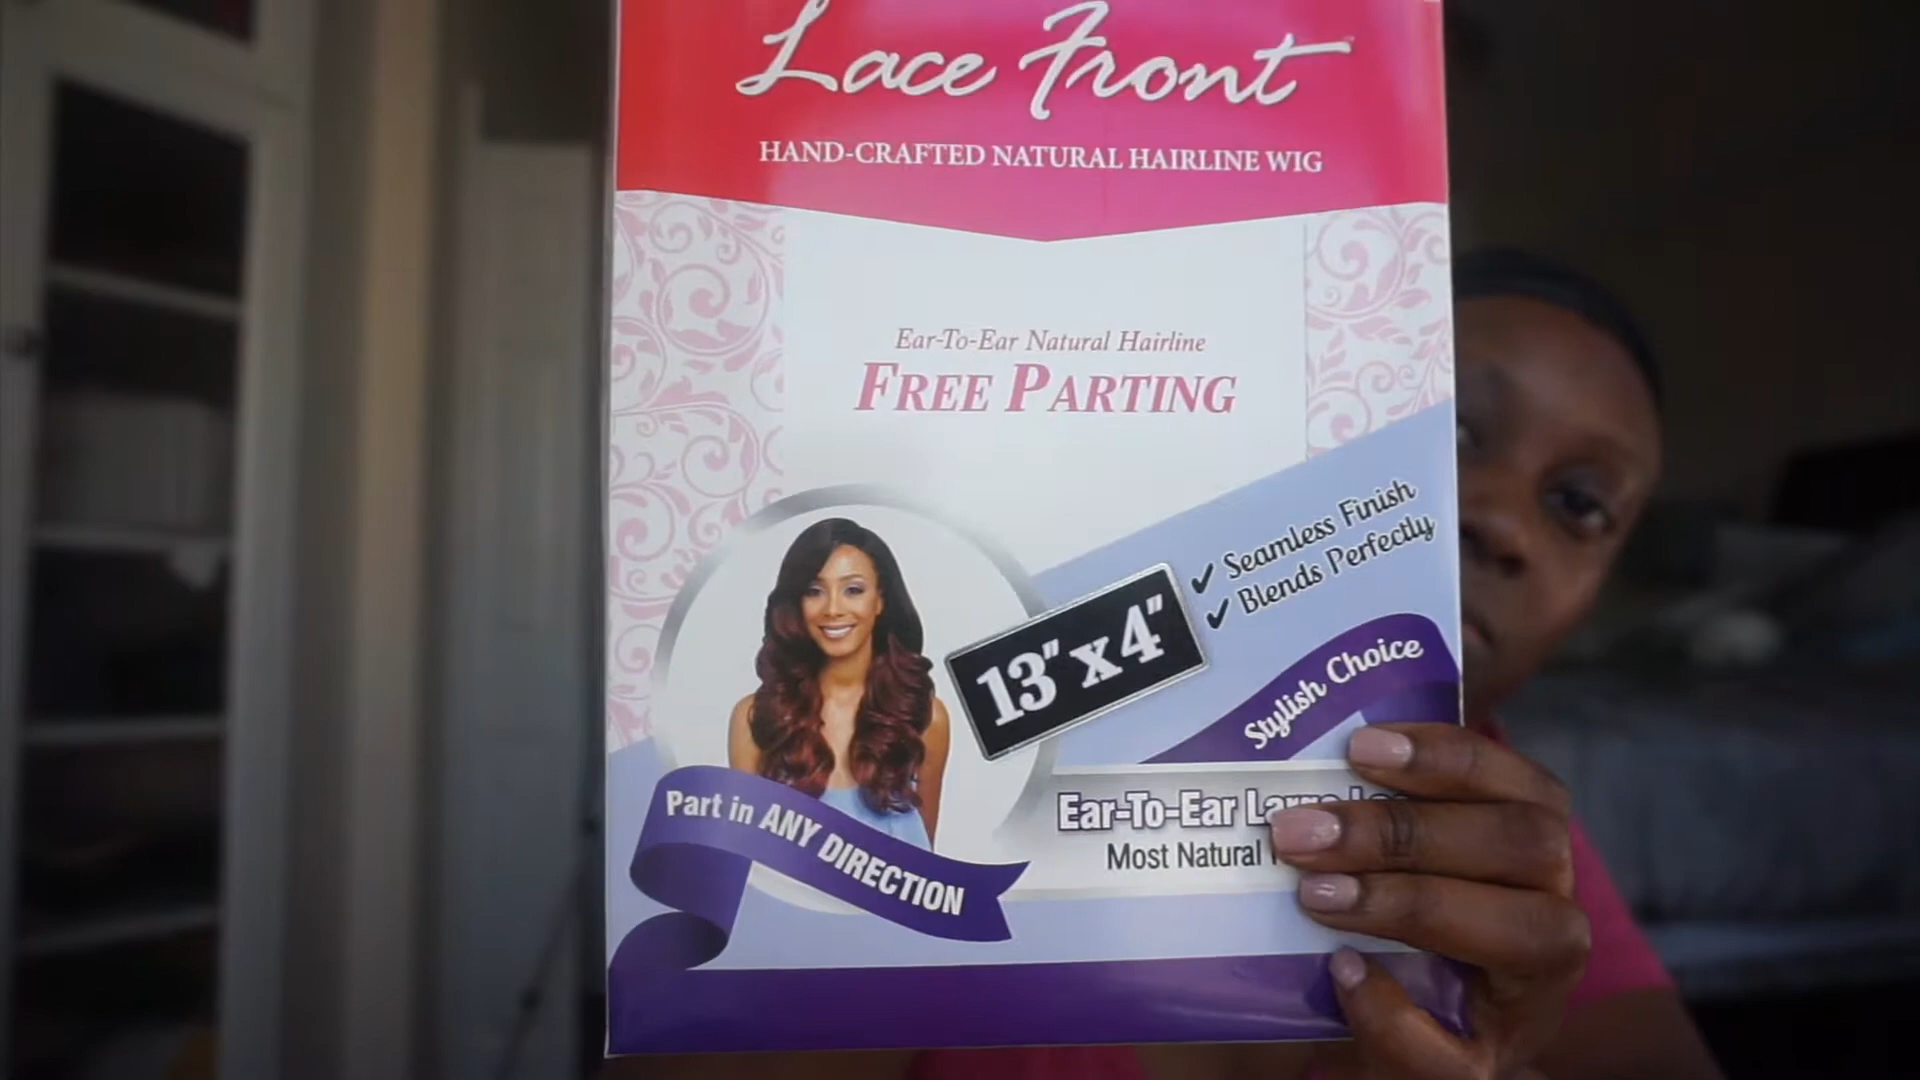 Lace Front
HAND-CRAFTED NATURAL HAIRLINE WIG
Ear-To-Ear Natural Hairline
FREE PARTING
Seamless Finish
Blends Perfectly
13"x4"
Stylish Choice
Part in ANY DIRECTION
Ear-To-Ear
Most Natural